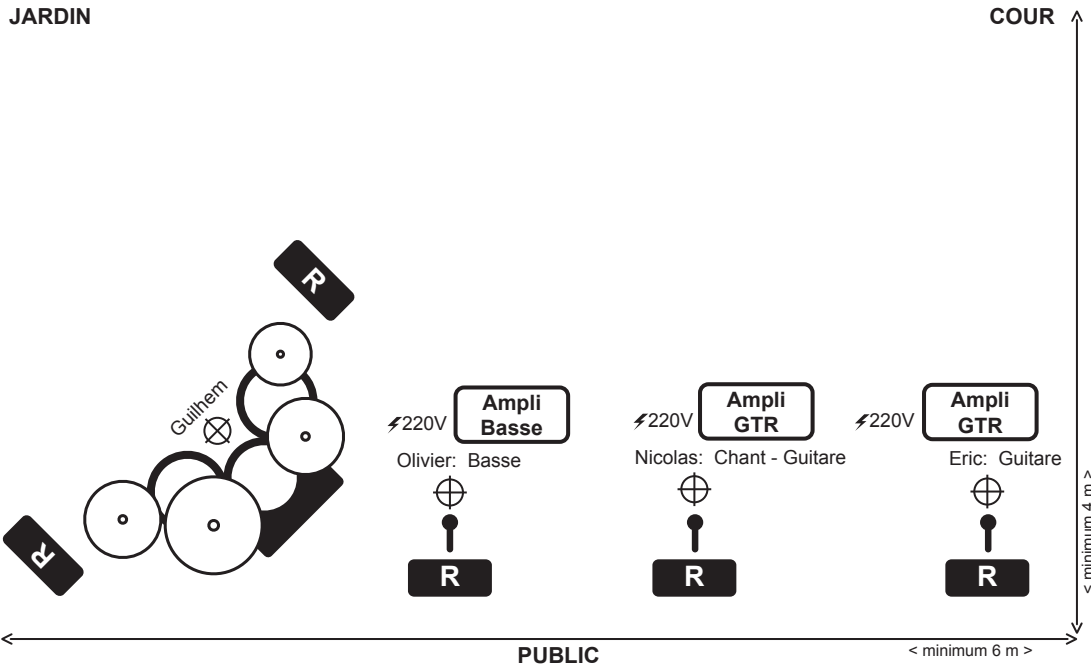 JARDIN
COUR
R
Guilhem
220V
Ampli
Basse
220V
Ampli
GTR
220V
Ampli
GTR
Olivier: Basse
Nicolas: Chant - Guitare
Eric: Guitare
R
R
R
R
< minimum 4 m >
PUBLIC
< minimum 6 m >